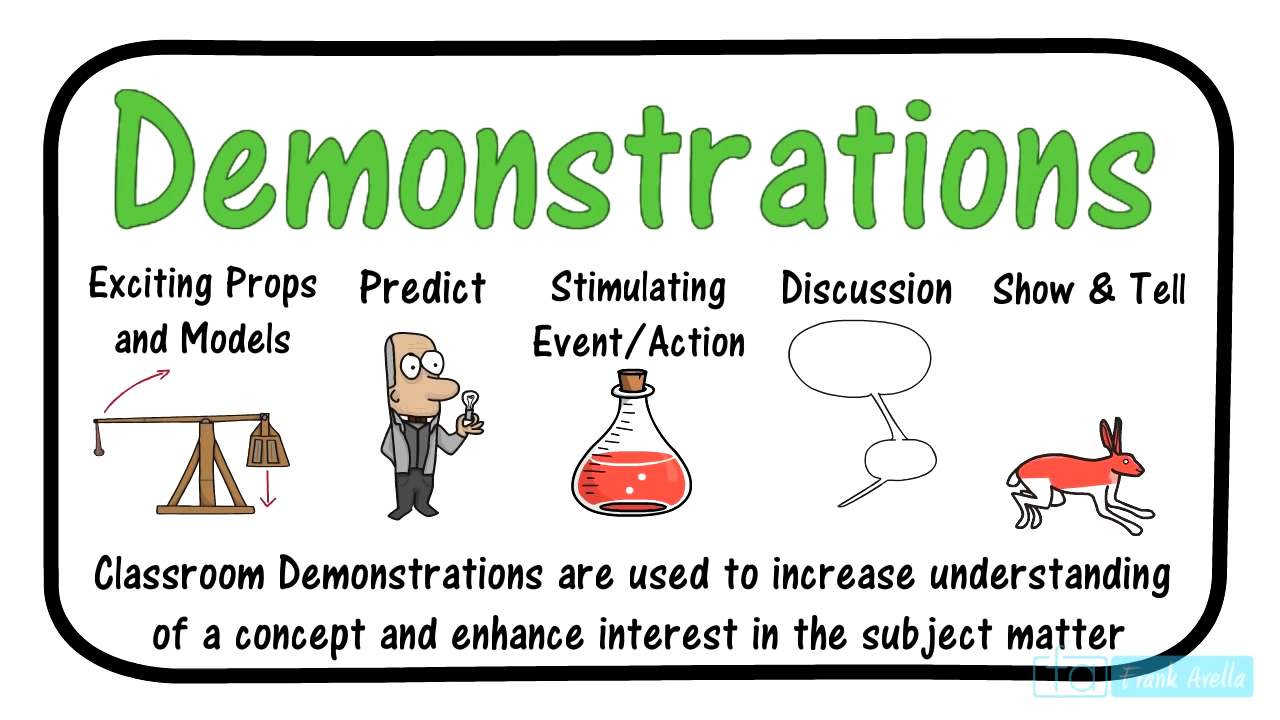 Demonstrations
Exciting Props
and Models
Predict
Stimulating
Event/Action
Discussion
Show & Tell
Classroom Demonstrations are used to increase understanding
of a concept and enhance interest in the subject matter
fa Frank Avella